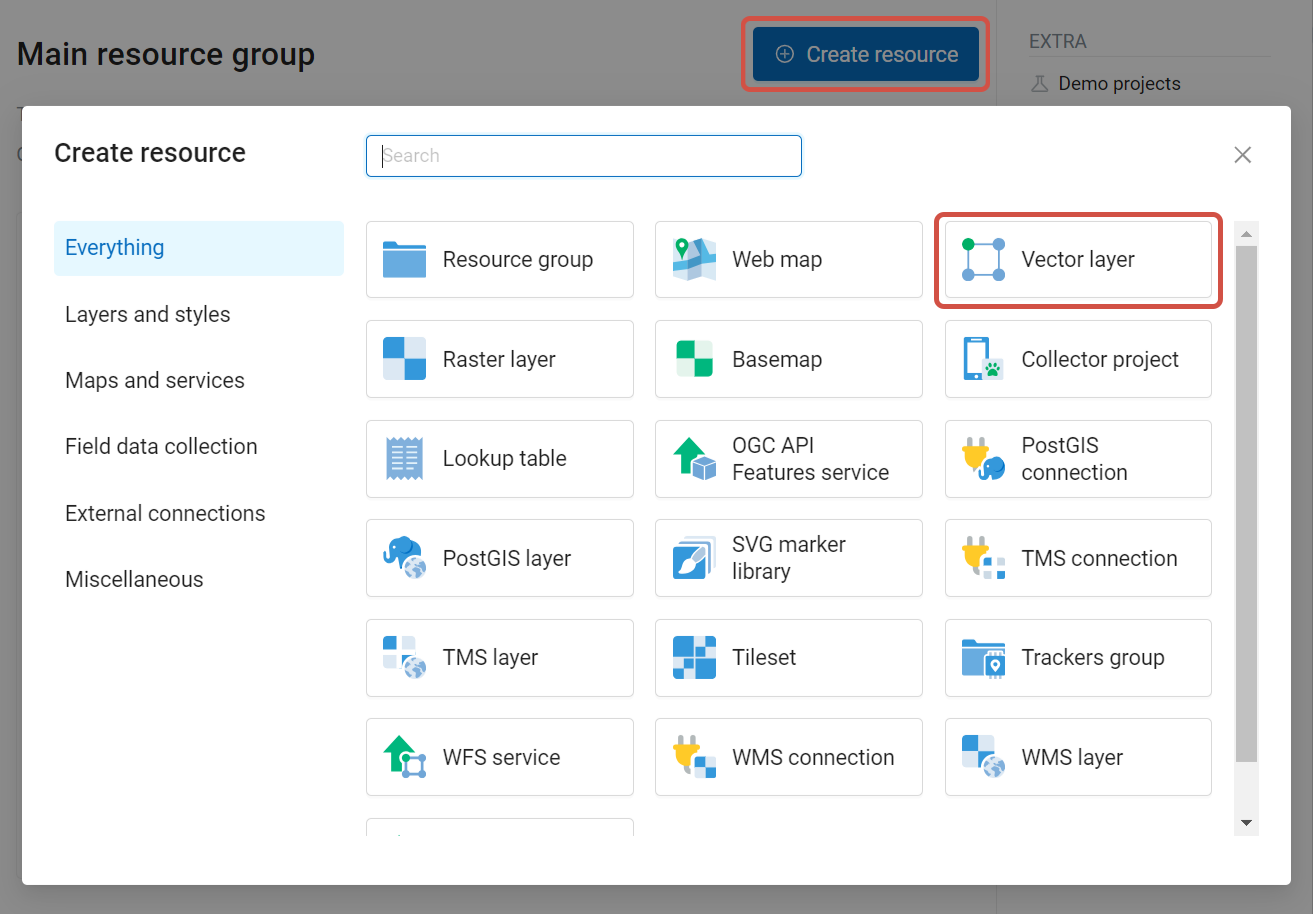 Main resource group
Create resource
EXTRA
Demo projects
Create resource
Search
Everything
Layers and styles
Maps and services
Field data collection
External connections
Miscellaneous
Resource group
Web map
Vector layer
Raster layer
Basemap
Collector project
Lookup table
OGC API
Features service
PostGIS
connection
PostGIS layer
SVG marker
library
TMS connection
TMS layer
Tileset
Trackers group
WFS service
WMS connection
WMS layer